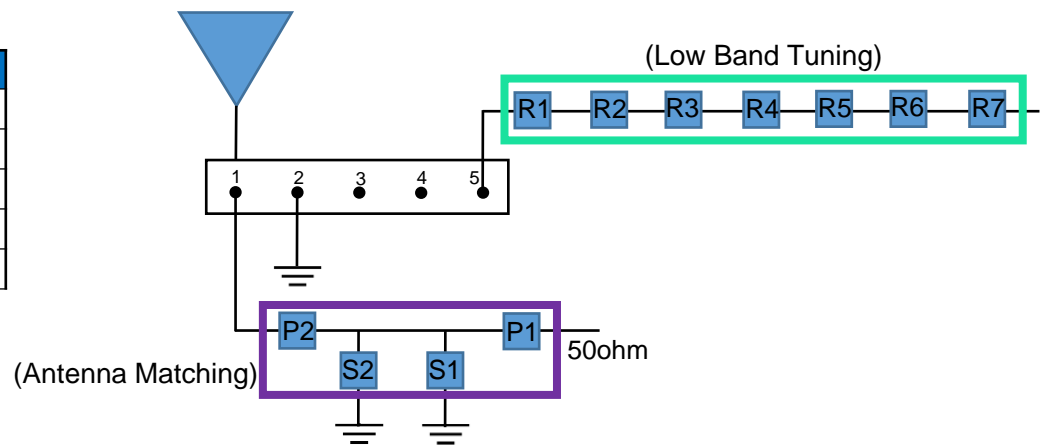 (Low Band Tuning)
R1 R2 R3 R4 R5 R6 R7
1 2 3 4 5
P2 P1
50ohm
S2 S1
(Antenna Matching)